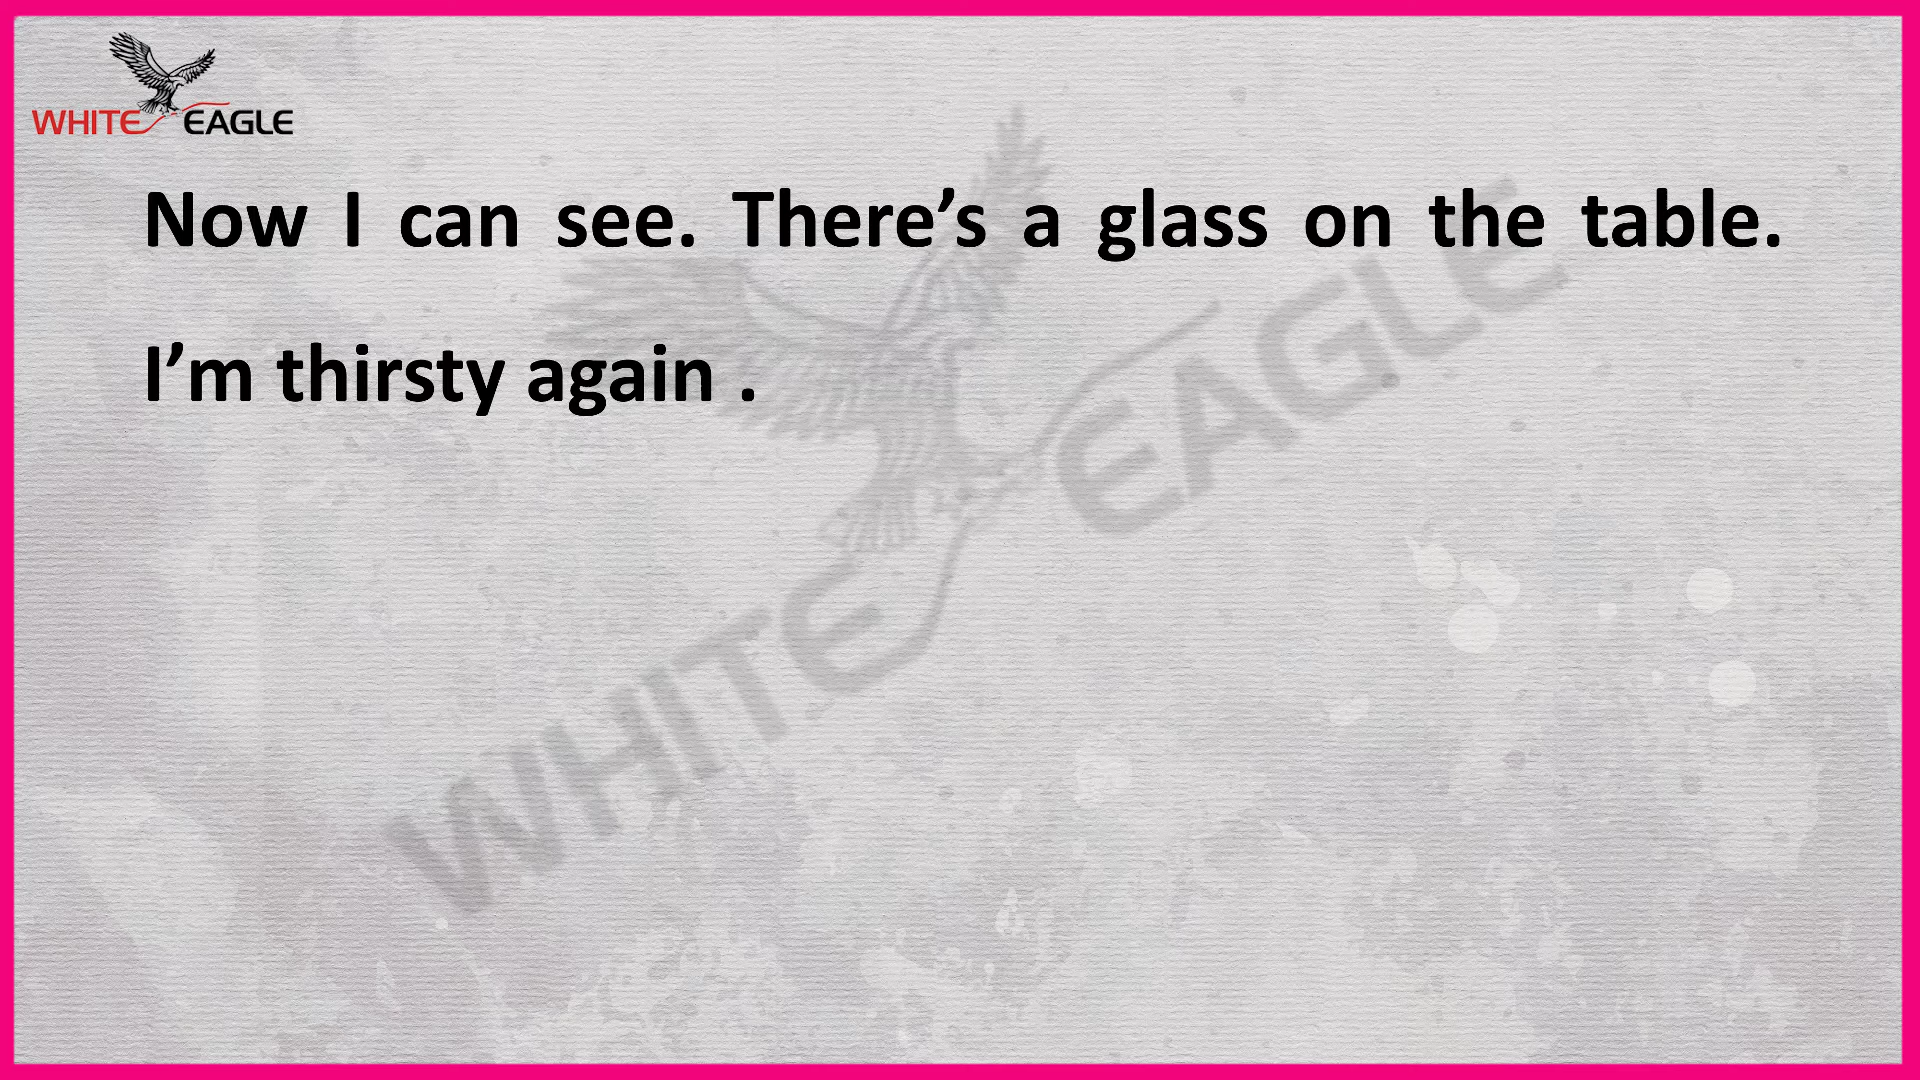 WHITE EAGLE
Now I can see. There’s a glass on the table.
I’m thirsty again .
WHITE EAGLE